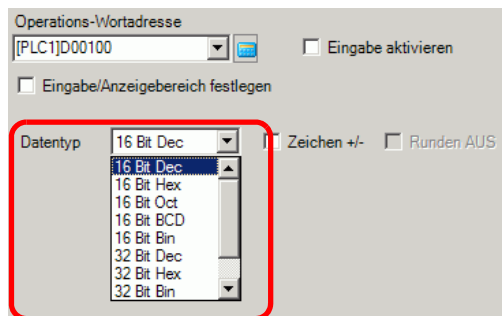 Operations-Wortadresse
[PLC1]D00100
Eingabe aktivieren
Eingabe/Anzeigebereich festlegen
Datentyp 16 Bit Dec Zeichen +/- Runden AUS
16 Bit Dec
16 Bit Hex
16 Bit Oct
16 Bit BCD
16 Bit Bin
32 Bit Dec
32 Bit Hex
32 Bit Bin